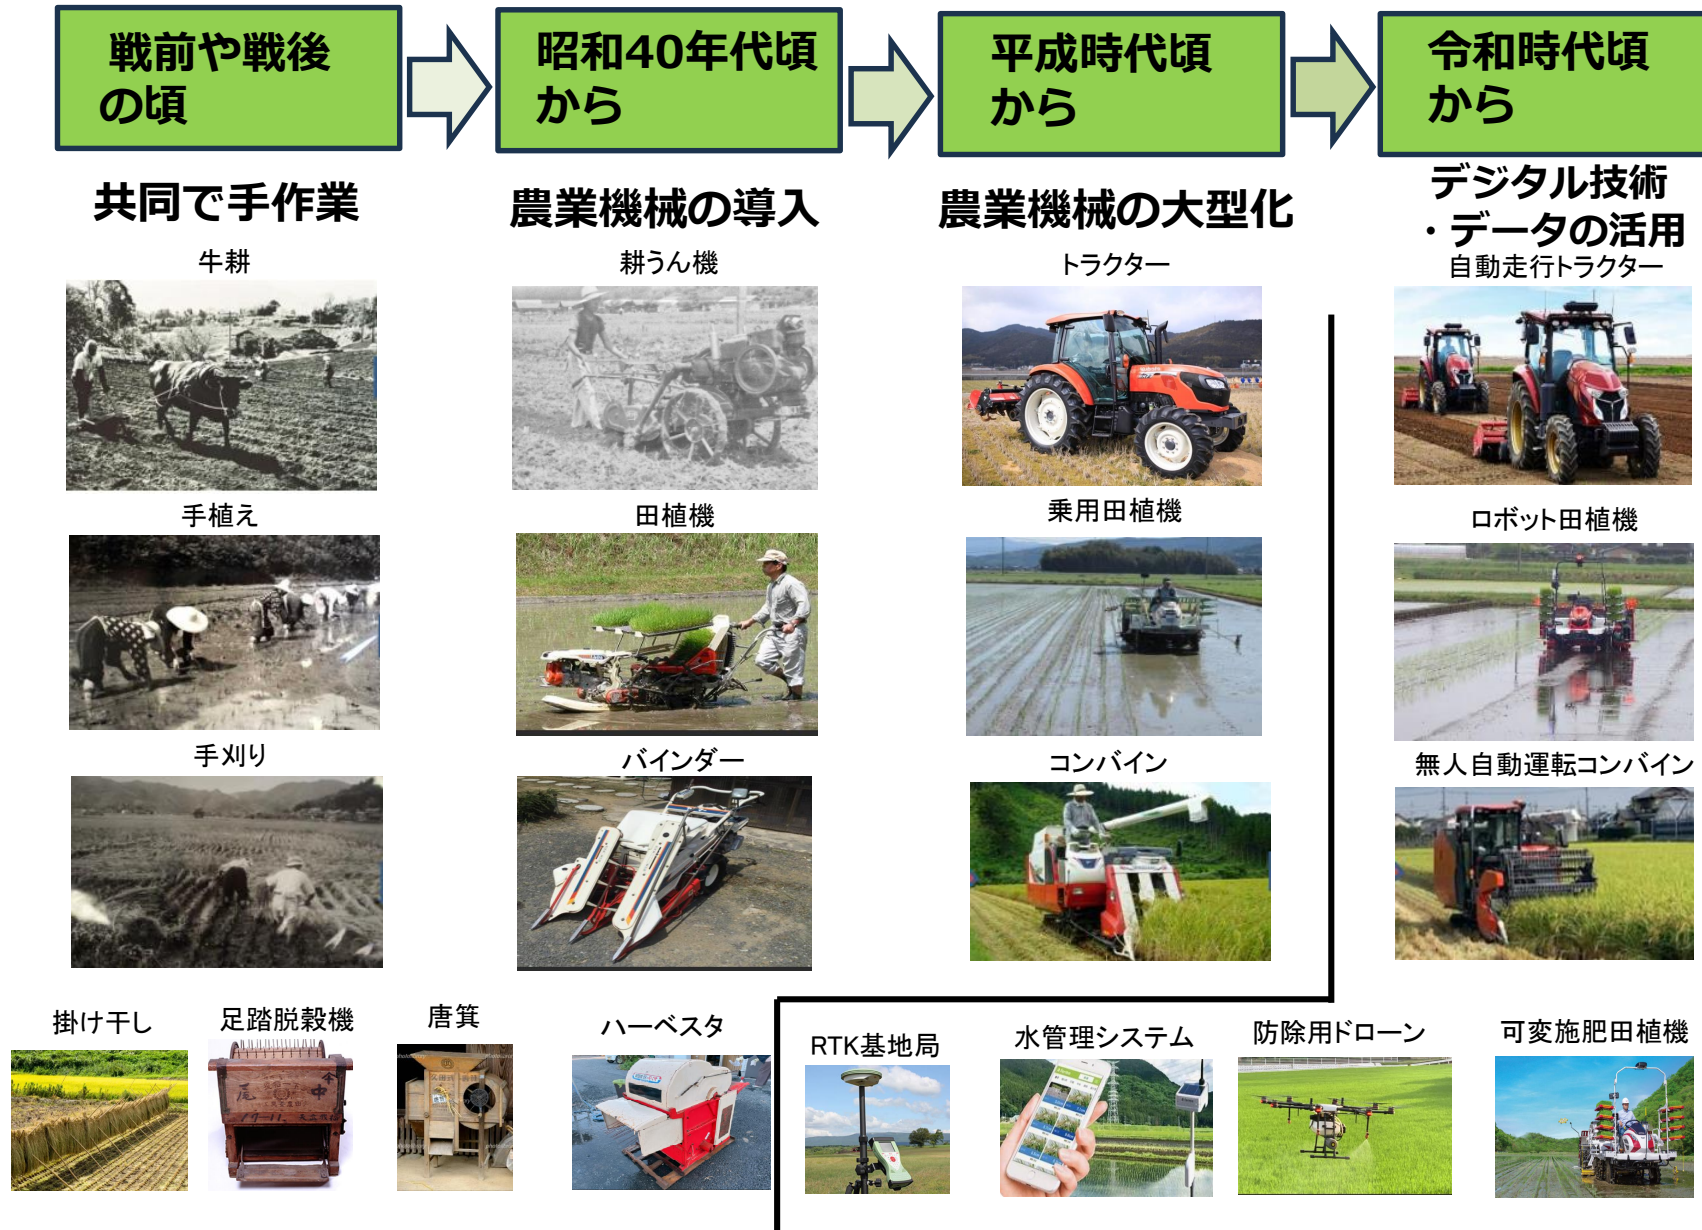 戦前や戦後
の頃
昭和40年代頃
から
平成時代頃
から
令和時代頃
から
共同で手作業
農業機械の導入
農業機械の大型化
デジタル技術
・データの活用
牛耕
耕うん機
トラクター
自動走行トラクター
手植え
田植機
乗用田植機
ロボット田植機
手刈り
バインダー
コンバイン
無人自動運転コンバイン
掛け干し
足踏脱穀機
唐箕
ハーベスタ
RTK基地局
水管理システム
防除用ドローン
可変施肥田植機
尾
中